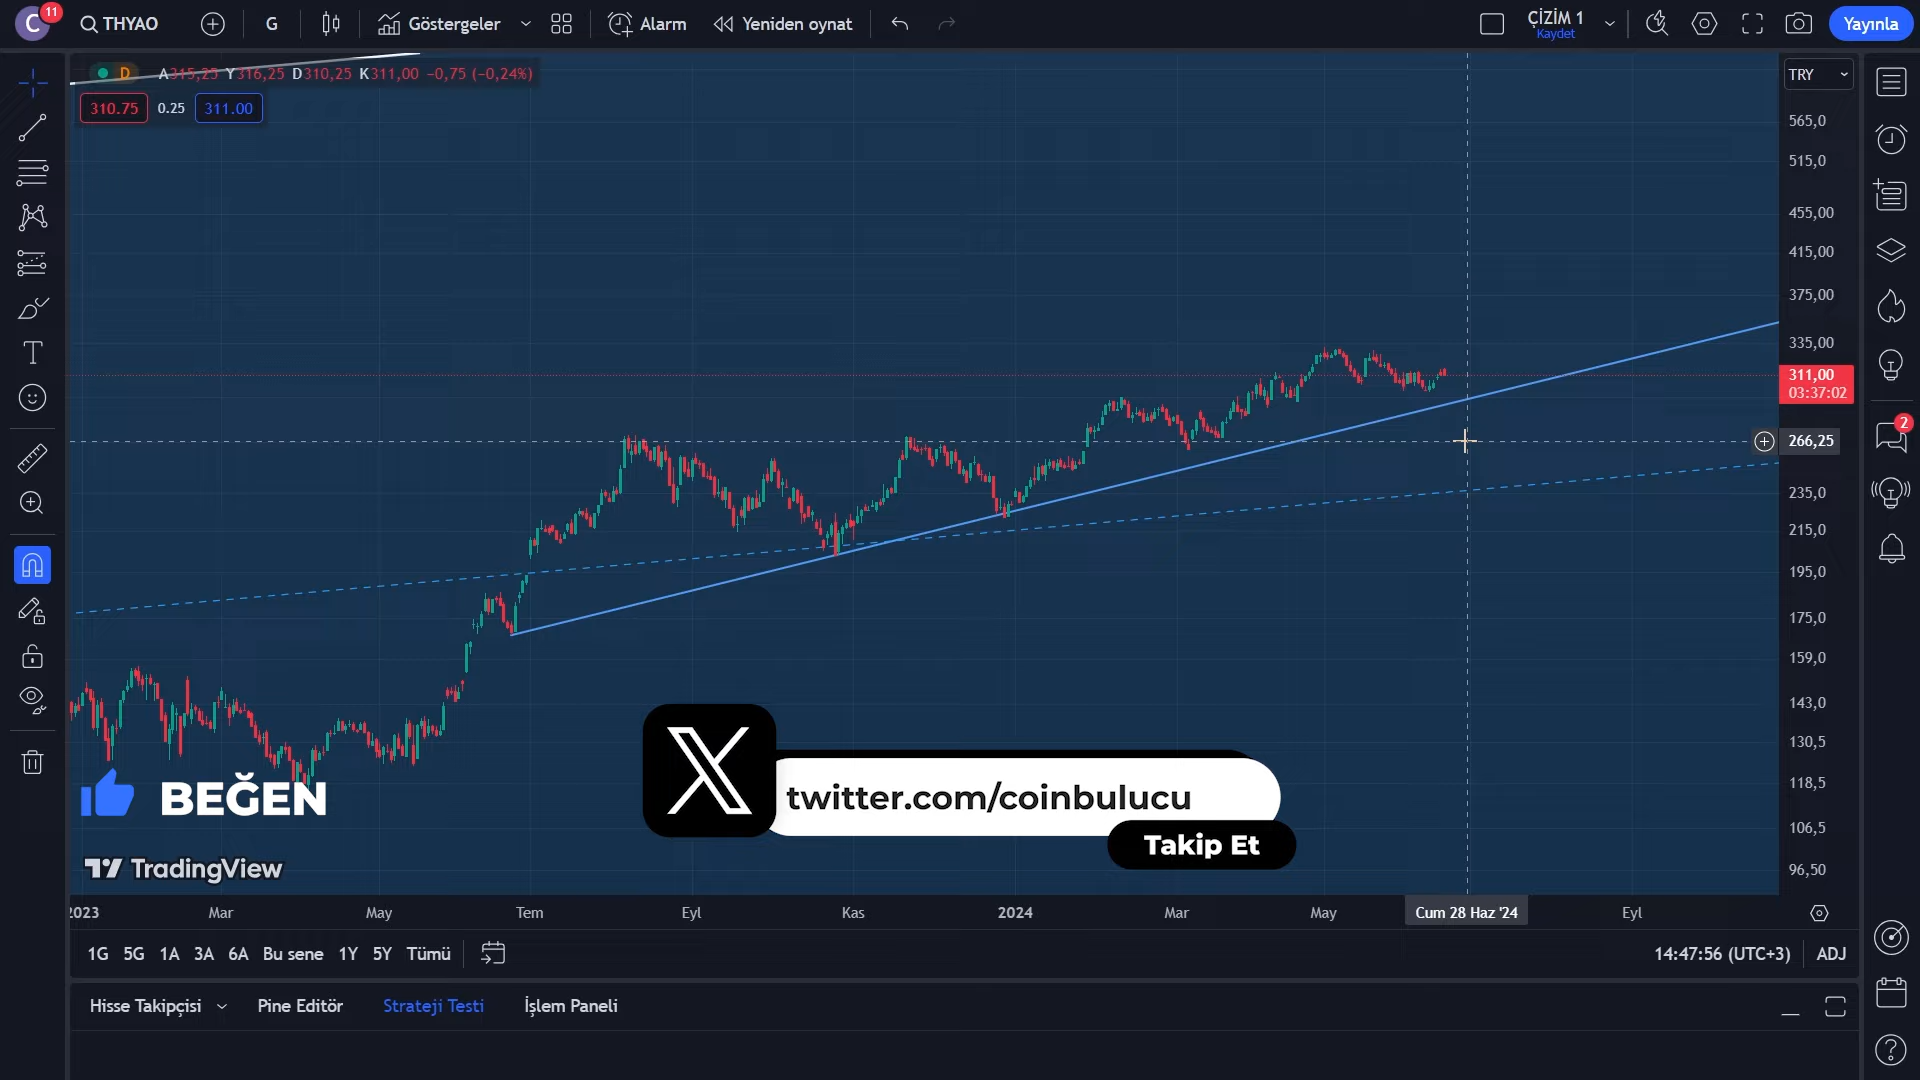 C 11 THYAO G Göstergeler Alarm Yeniden oynat ÇİZİM 1 Kaydet Yayınla
D A315,25 Y316,25 D310,25 K311,00 −0,75 (−0,24%)
TRY
310.75 0.25 311.00
565,0
515,0
455,00
415,00
375,00
335,00
311,00
03:37:02
2
266,25
235,0
215,0
195,0
175,0
159,0
143,0
130,5
118,5
BEĞEN
X twitter.com/coinbulucu
106,5
Takip Et
TradingView
96,50
2023 Mar May Tem Eyl Kas 2024 Mar May Cum 28 Haz '24 Eyl
1G 5G 1A 3A 6A Bu sene 1Y 5Y Tümü 14:47:56 (UTC+3) ADJ
Hisse Takipçisi Pine Editör Strateji Testi İşlem Paneli